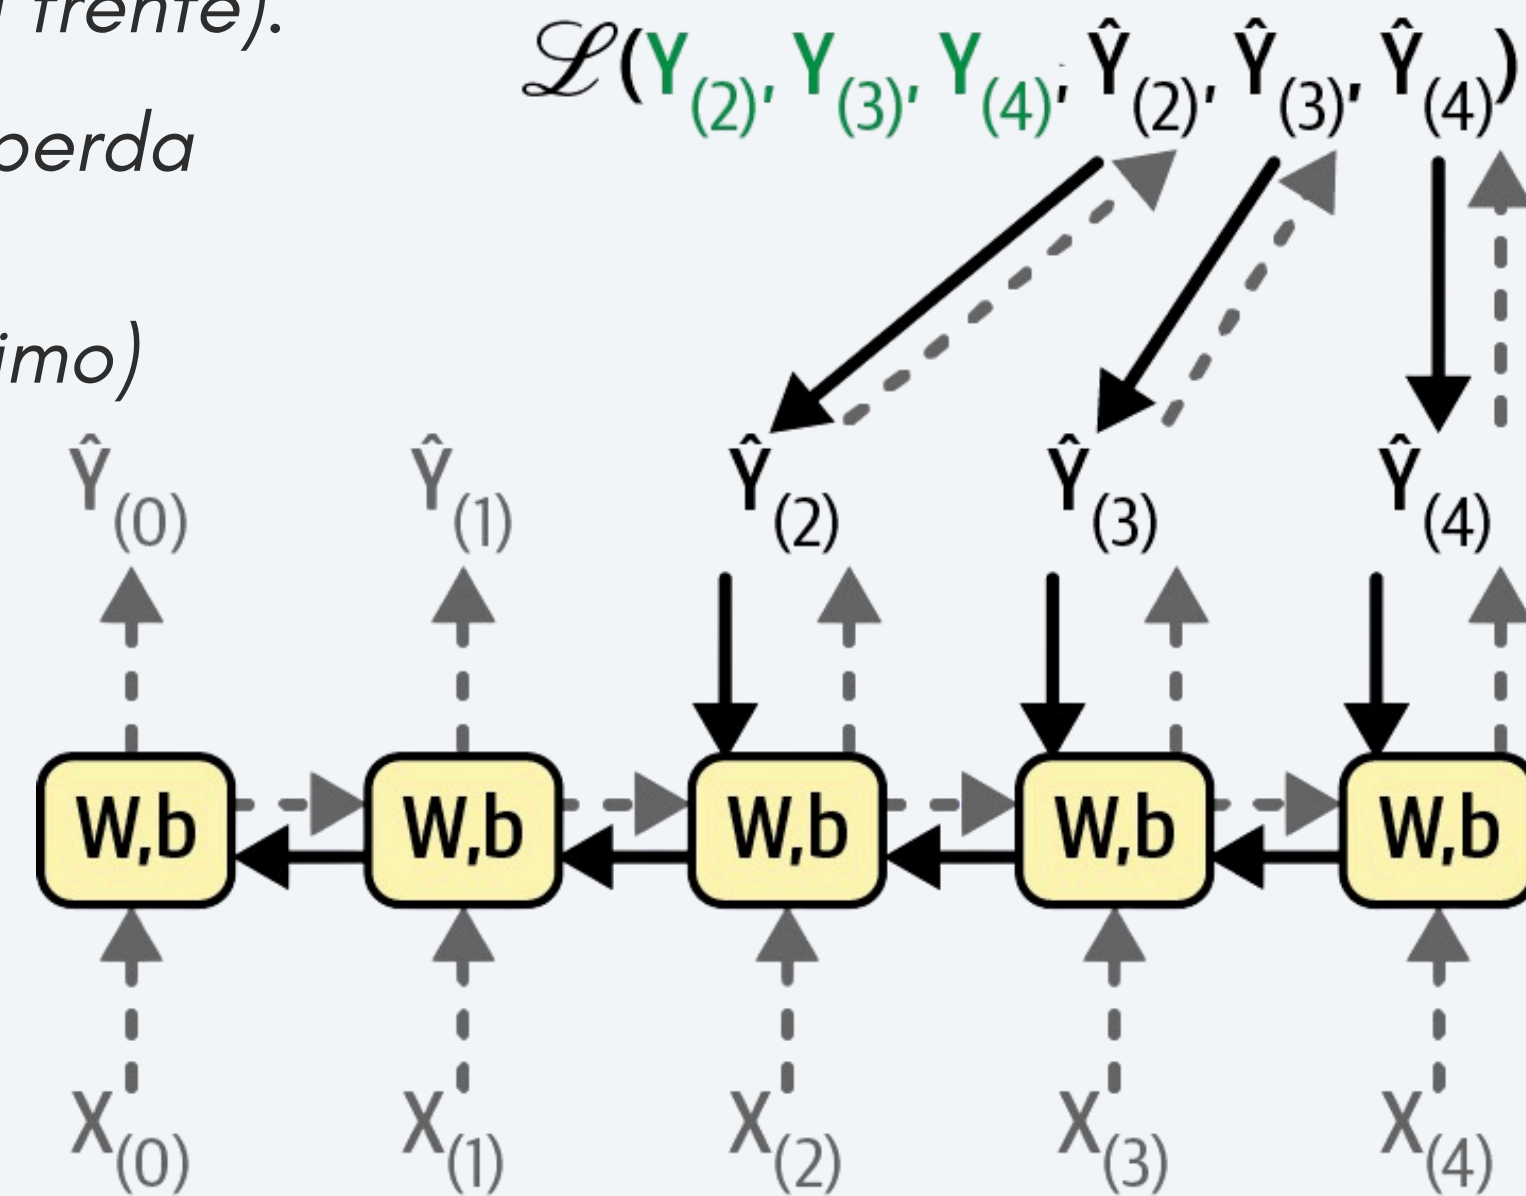 frente).
ℒ(Y(2), Y(3), Y(4); Ŷ(2), Ŷ(3), Ŷ(4))
perda
imo)
Ŷ(0) Ŷ(1) Ŷ(2) Ŷ(3) Ŷ(4)
W,b W,b W,b W,b W,b
X(0) X(1) X(2) X(3) X(4)